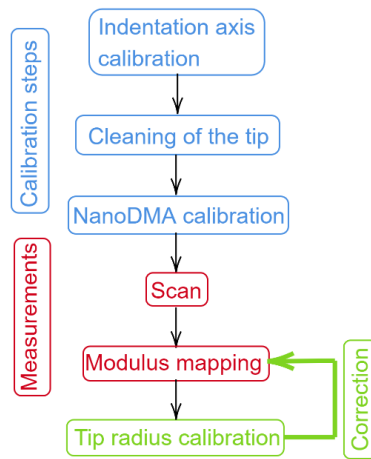 Indentation axis
calibration
Calibration steps
Cleaning of the tip
NanoDMA calibration
Measurements
Scan
Modulus mapping
Correction
Tip radius calibration